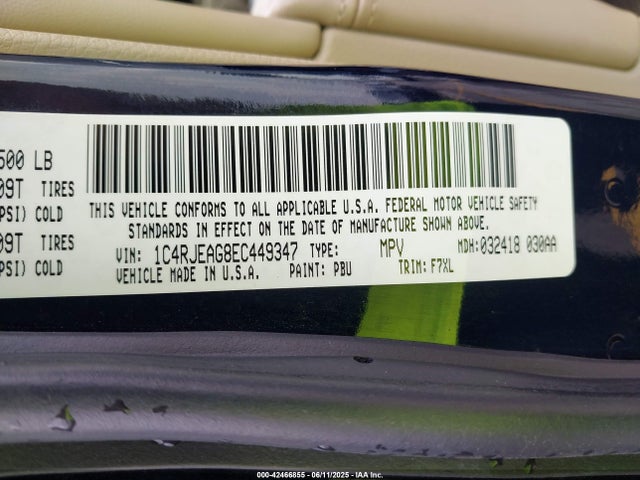 500 LB
09T TIRES
PSI) COLD
09T TIRES
PSI) COLD
THIS VEHICLE CONFORMS TO ALL APPLICABLE U.S.A. FEDERAL MOTOR VEHICLE SAFETY
STANDARDS IN EFFECT ON THE DATE OF MANUFACTURE SHOWN ABOVE.
VIN: 1C4RJEAG8EC449347 TYPE: MPV MDH:032418 030AA
VEHICLE MADE IN U.S.A. PAINT: PBU TRIM: F7XL
000-42466855 - 06/11/2025 - IAA Inc.